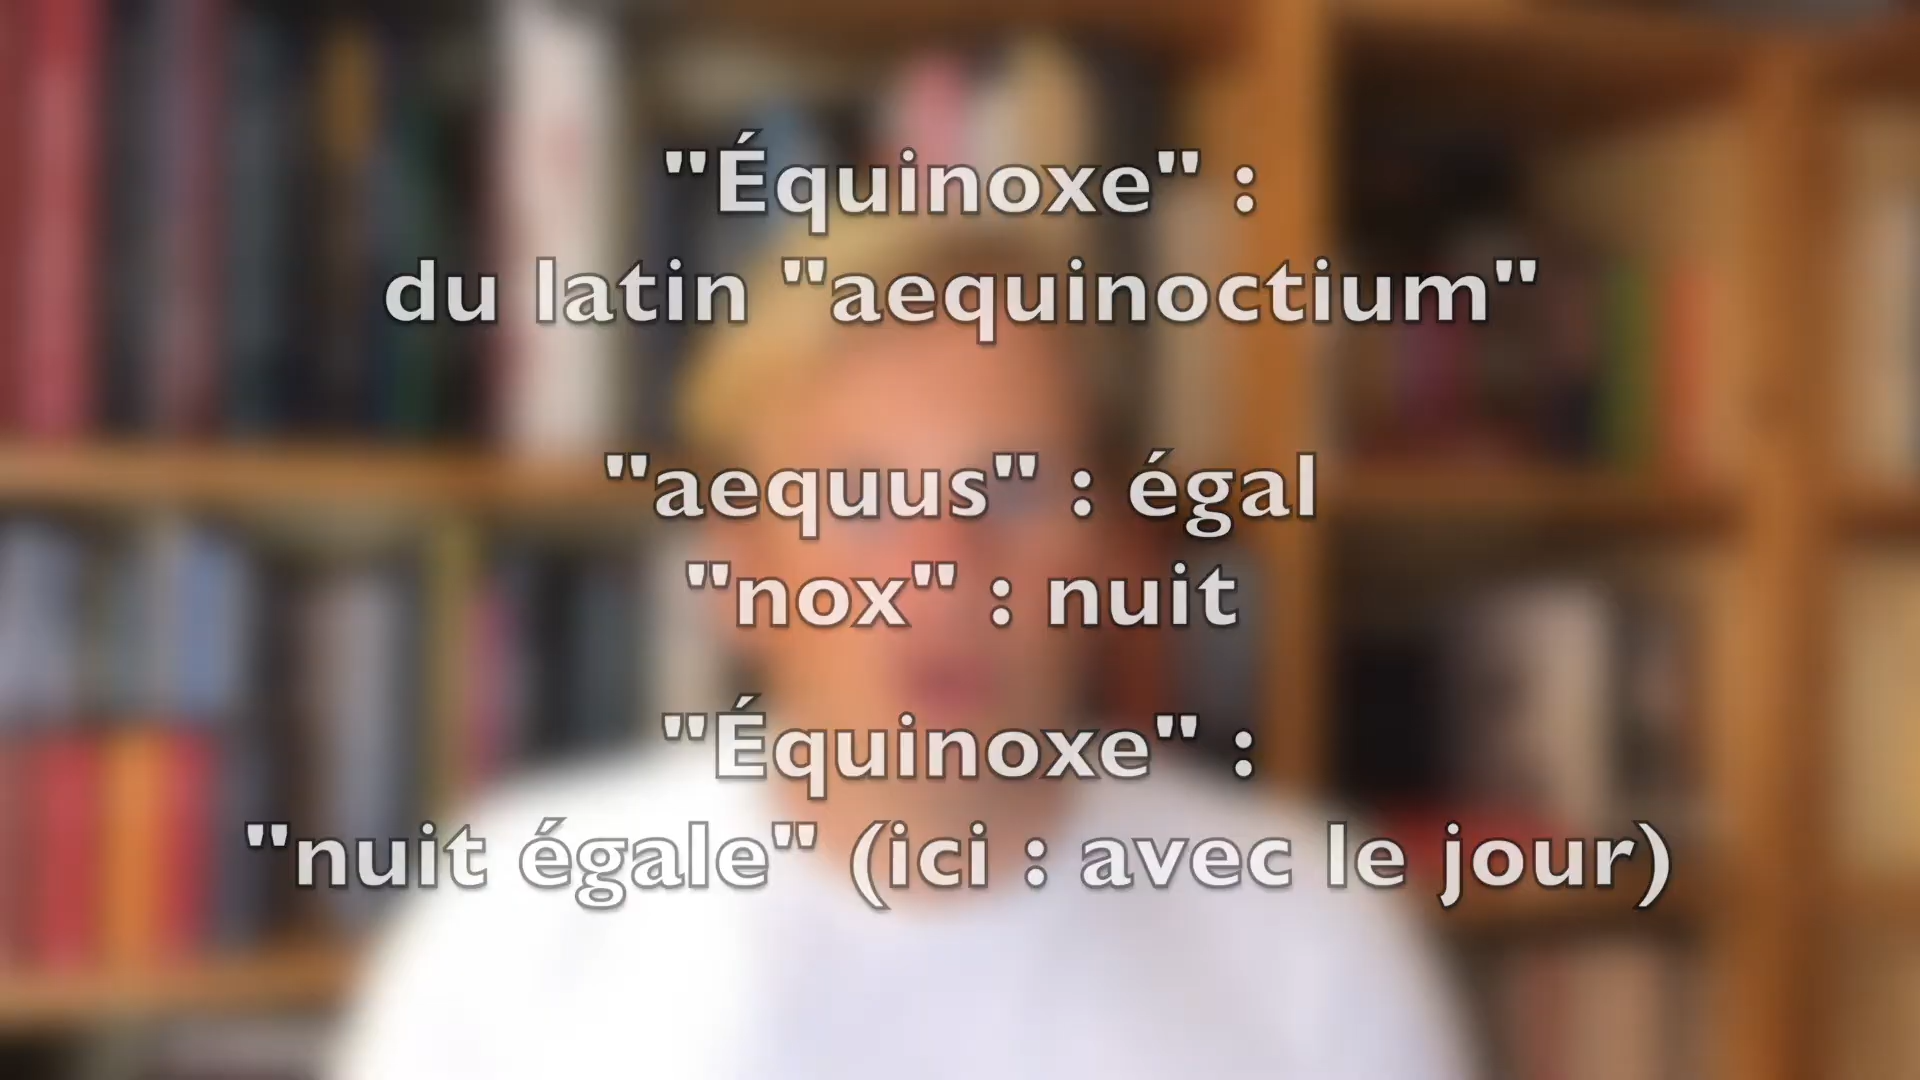 "Équinoxe" :
du latin "aequinoctium"
"aequus" : égal
"nox" : nuit
"Équinoxe" :
"nuit égale" (ici : avec le jour)